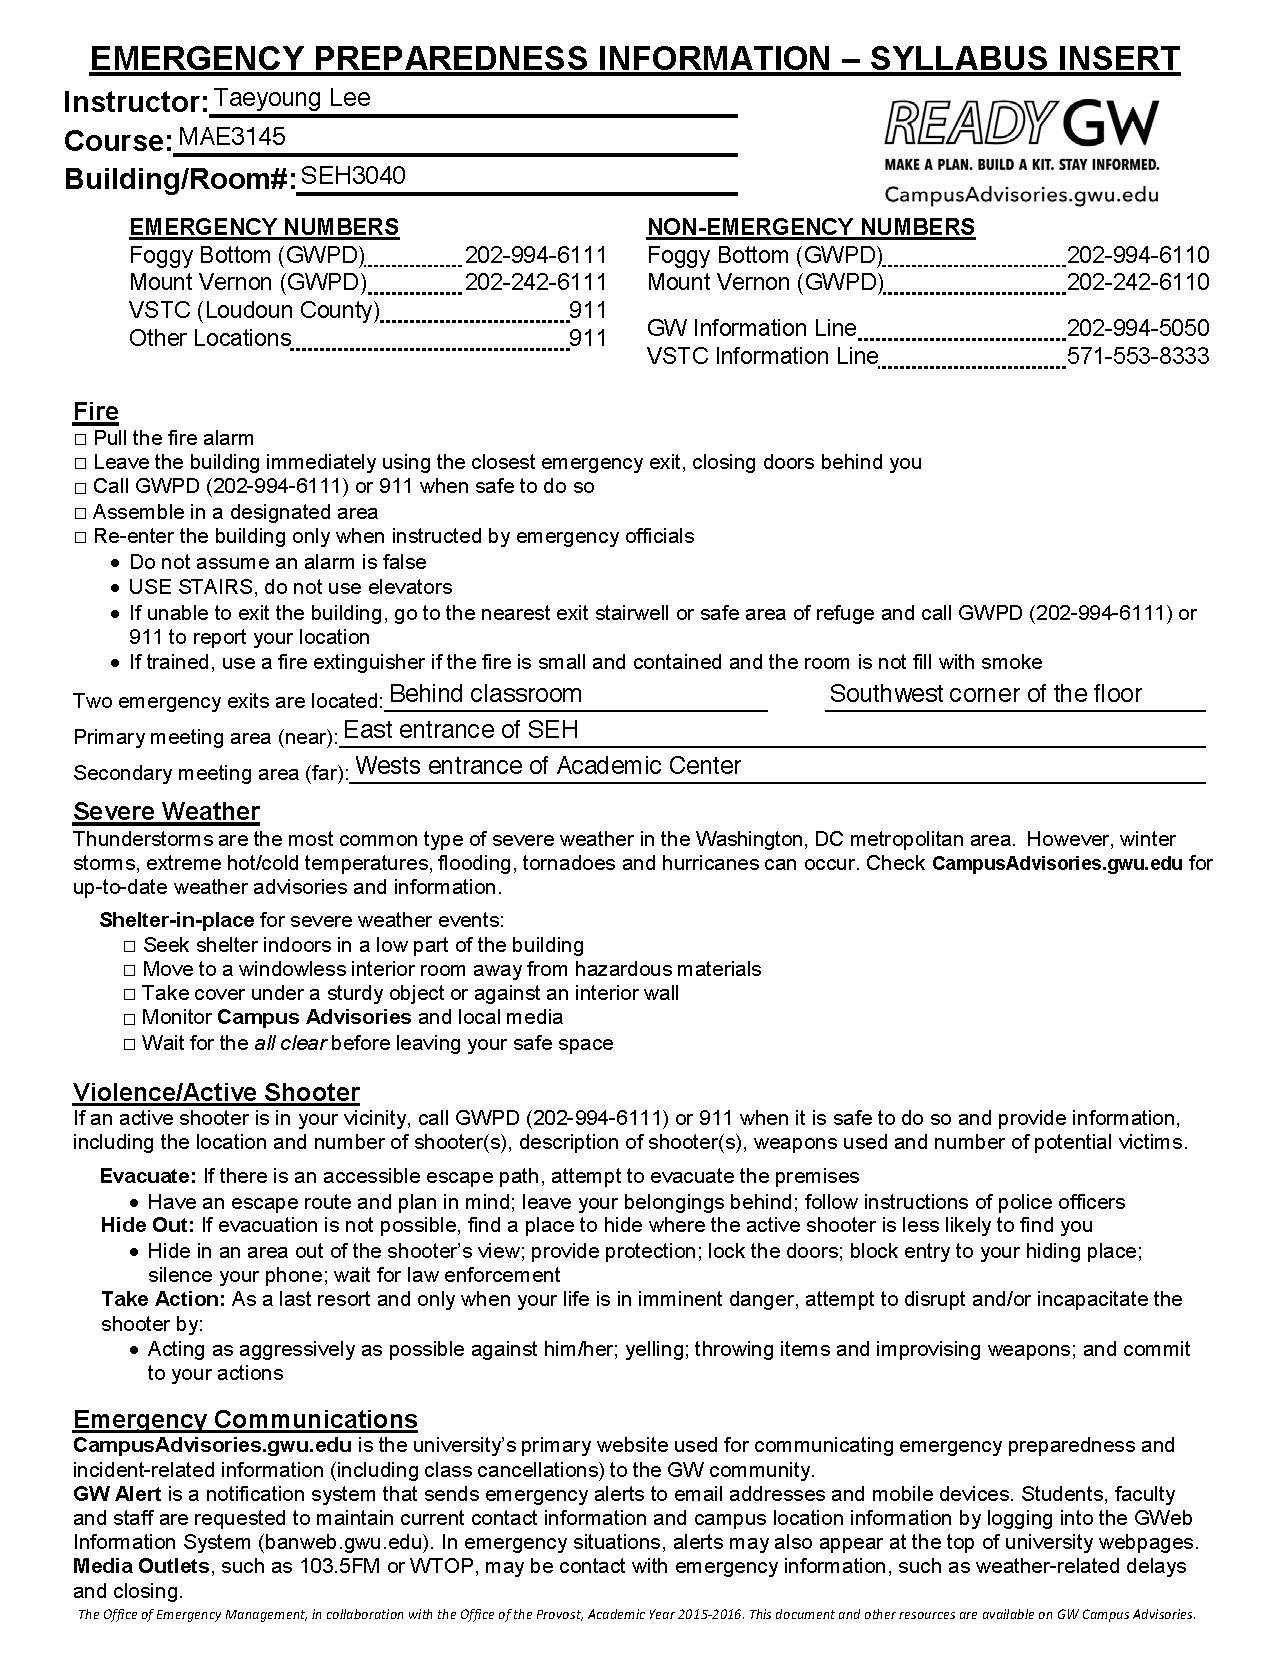 EMERGENCY PREPAREDNESS INFORMATION – SYLLABUS INSERT
Instructor: Taeyoung Lee
Course: MAE3145
Building/Room#: SEH3040
READY GW
MAKE A PLAN. BUILD A KIT. STAY INFORMED.
CampusAdvisories.gwu.edu
EMERGENCY NUMBERS
Foggy Bottom (GWPD) 202-994-6111
Mount Vernon (GWPD) 202-242-6111
VSTC (Loudoun County) 911
Other Locations 911
NON-EMERGENCY NUMBERS
Foggy Bottom (GWPD) 202-994-6110
Mount Vernon (GWPD) 202-242-6110
GW Information Line 202-994-5050
VSTC Information Line 571-553-8333
Fire
□ Pull the fire alarm
□ Leave the building immediately using the closest emergency exit, closing doors behind you
□ Call GWPD (202-994-6111) or 911 when safe to do so
□ Assemble in a designated area
□ Re-enter the building only when instructed by emergency officials
• Do not assume an alarm is false
• USE STAIRS, do not use elevators
• If unable to exit the building, go to the nearest exit stairwell or safe area of refuge and call GWPD (202-994-6111) or
911 to report your location
• If trained, use a fire extinguisher if the fire is small and contained and the room is not fill with smoke
Two emergency exits are located: Behind classroom Southwest corner of the floor
Primary meeting area (near): East entrance of SEH
Secondary meeting area (far): Wests entrance of Academic Center
Severe Weather
Thunderstorms are the most common type of severe weather in the Washington, DC metropolitan area. However, winter
storms, extreme hot/cold temperatures, flooding, tornadoes and hurricanes can occur. Check CampusAdvisories.gwu.edu for
up-to-date weather advisories and information.
Shelter-in-place for severe weather events:
□ Seek shelter indoors in a low part of the building
□ Move to a windowless interior room away from hazardous materials
□ Take cover under a sturdy object or against an interior wall
□ Monitor Campus Advisories and local media
□ Wait for the all clear before leaving your safe space
Violence/Active Shooter
If an active shooter is in your vicinity, call GWPD (202-994-6111) or 911 when it is safe to do so and provide information,
including the location and number of shooter(s), description of shooter(s), weapons used and number of potential victims.
Evacuate: If there is an accessible escape path, attempt to evacuate the premises
• Have an escape route and plan in mind; leave your belongings behind; follow instructions of police officers
Hide Out: If evacuation is not possible, find a place to hide where the active shooter is less likely to find you
• Hide in an area out of the shooter's view; provide protection; lock the doors; block entry to your hiding place;
silence your phone; wait for law enforcement
Take Action: As a last resort and only when your life is in imminent danger, attempt to disrupt and/or incapacitate the
shooter by:
• Acting as aggressively as possible against him/her; yelling; throwing items and improvising weapons; and commit
to your actions
Emergency Communications
CampusAdvisories.gwu.edu is the university's primary website used for communicating emergency preparedness and
incident-related information (including class cancellations) to the GW community.
GW Alert is a notification system that sends emergency alerts to email addresses and mobile devices. Students, faculty
and staff are requested to maintain current contact information and campus location information by logging into the GWeb
Information System (banweb.gwu.edu). In emergency situations, alerts may also appear at the top of university webpages.
Media Outlets, such as 103.5FM or WTOP, may be contact with emergency information, such as weather-related delays
and closing.
The Office of Emergency Management, in collaboration with the Office of the Provost, Academic Year 2015-2016. This document and other resources are available on GW Campus Advisories.